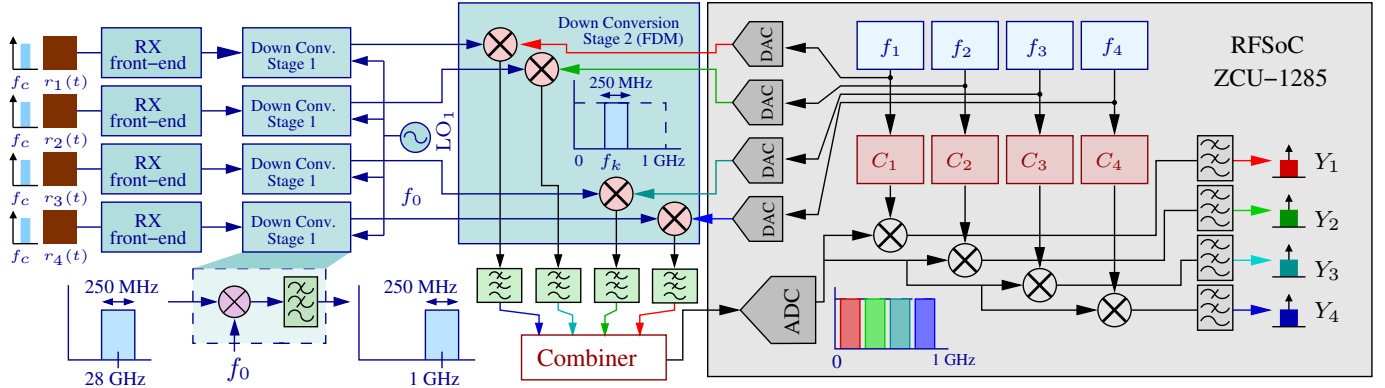 f_c r_1(t)
RX
front−end
Down Conv.
Stage 1
f_c r_2(t)
RX
front−end
Down Conv.
Stage 1
f_c r_3(t)
RX
front−end
Down Conv.
Stage 1
f_c r_4(t)
RX
front−end
Down Conv.
Stage 1
LO_1
f_0
250 MHz
28 GHz
f_0
250 MHz
1 GHz
Down Conversion
Stage 2 (FDM)
250 MHz
0 f_k 1 GHz
Combiner
DAC
DAC
DAC
DAC
ADC
f_1 f_2 f_3 f_4
C_1 C_2 C_3 C_4
0 1 GHz
RFSoC
ZCU−1285
Y_1
Y_2
Y_3
Y_4